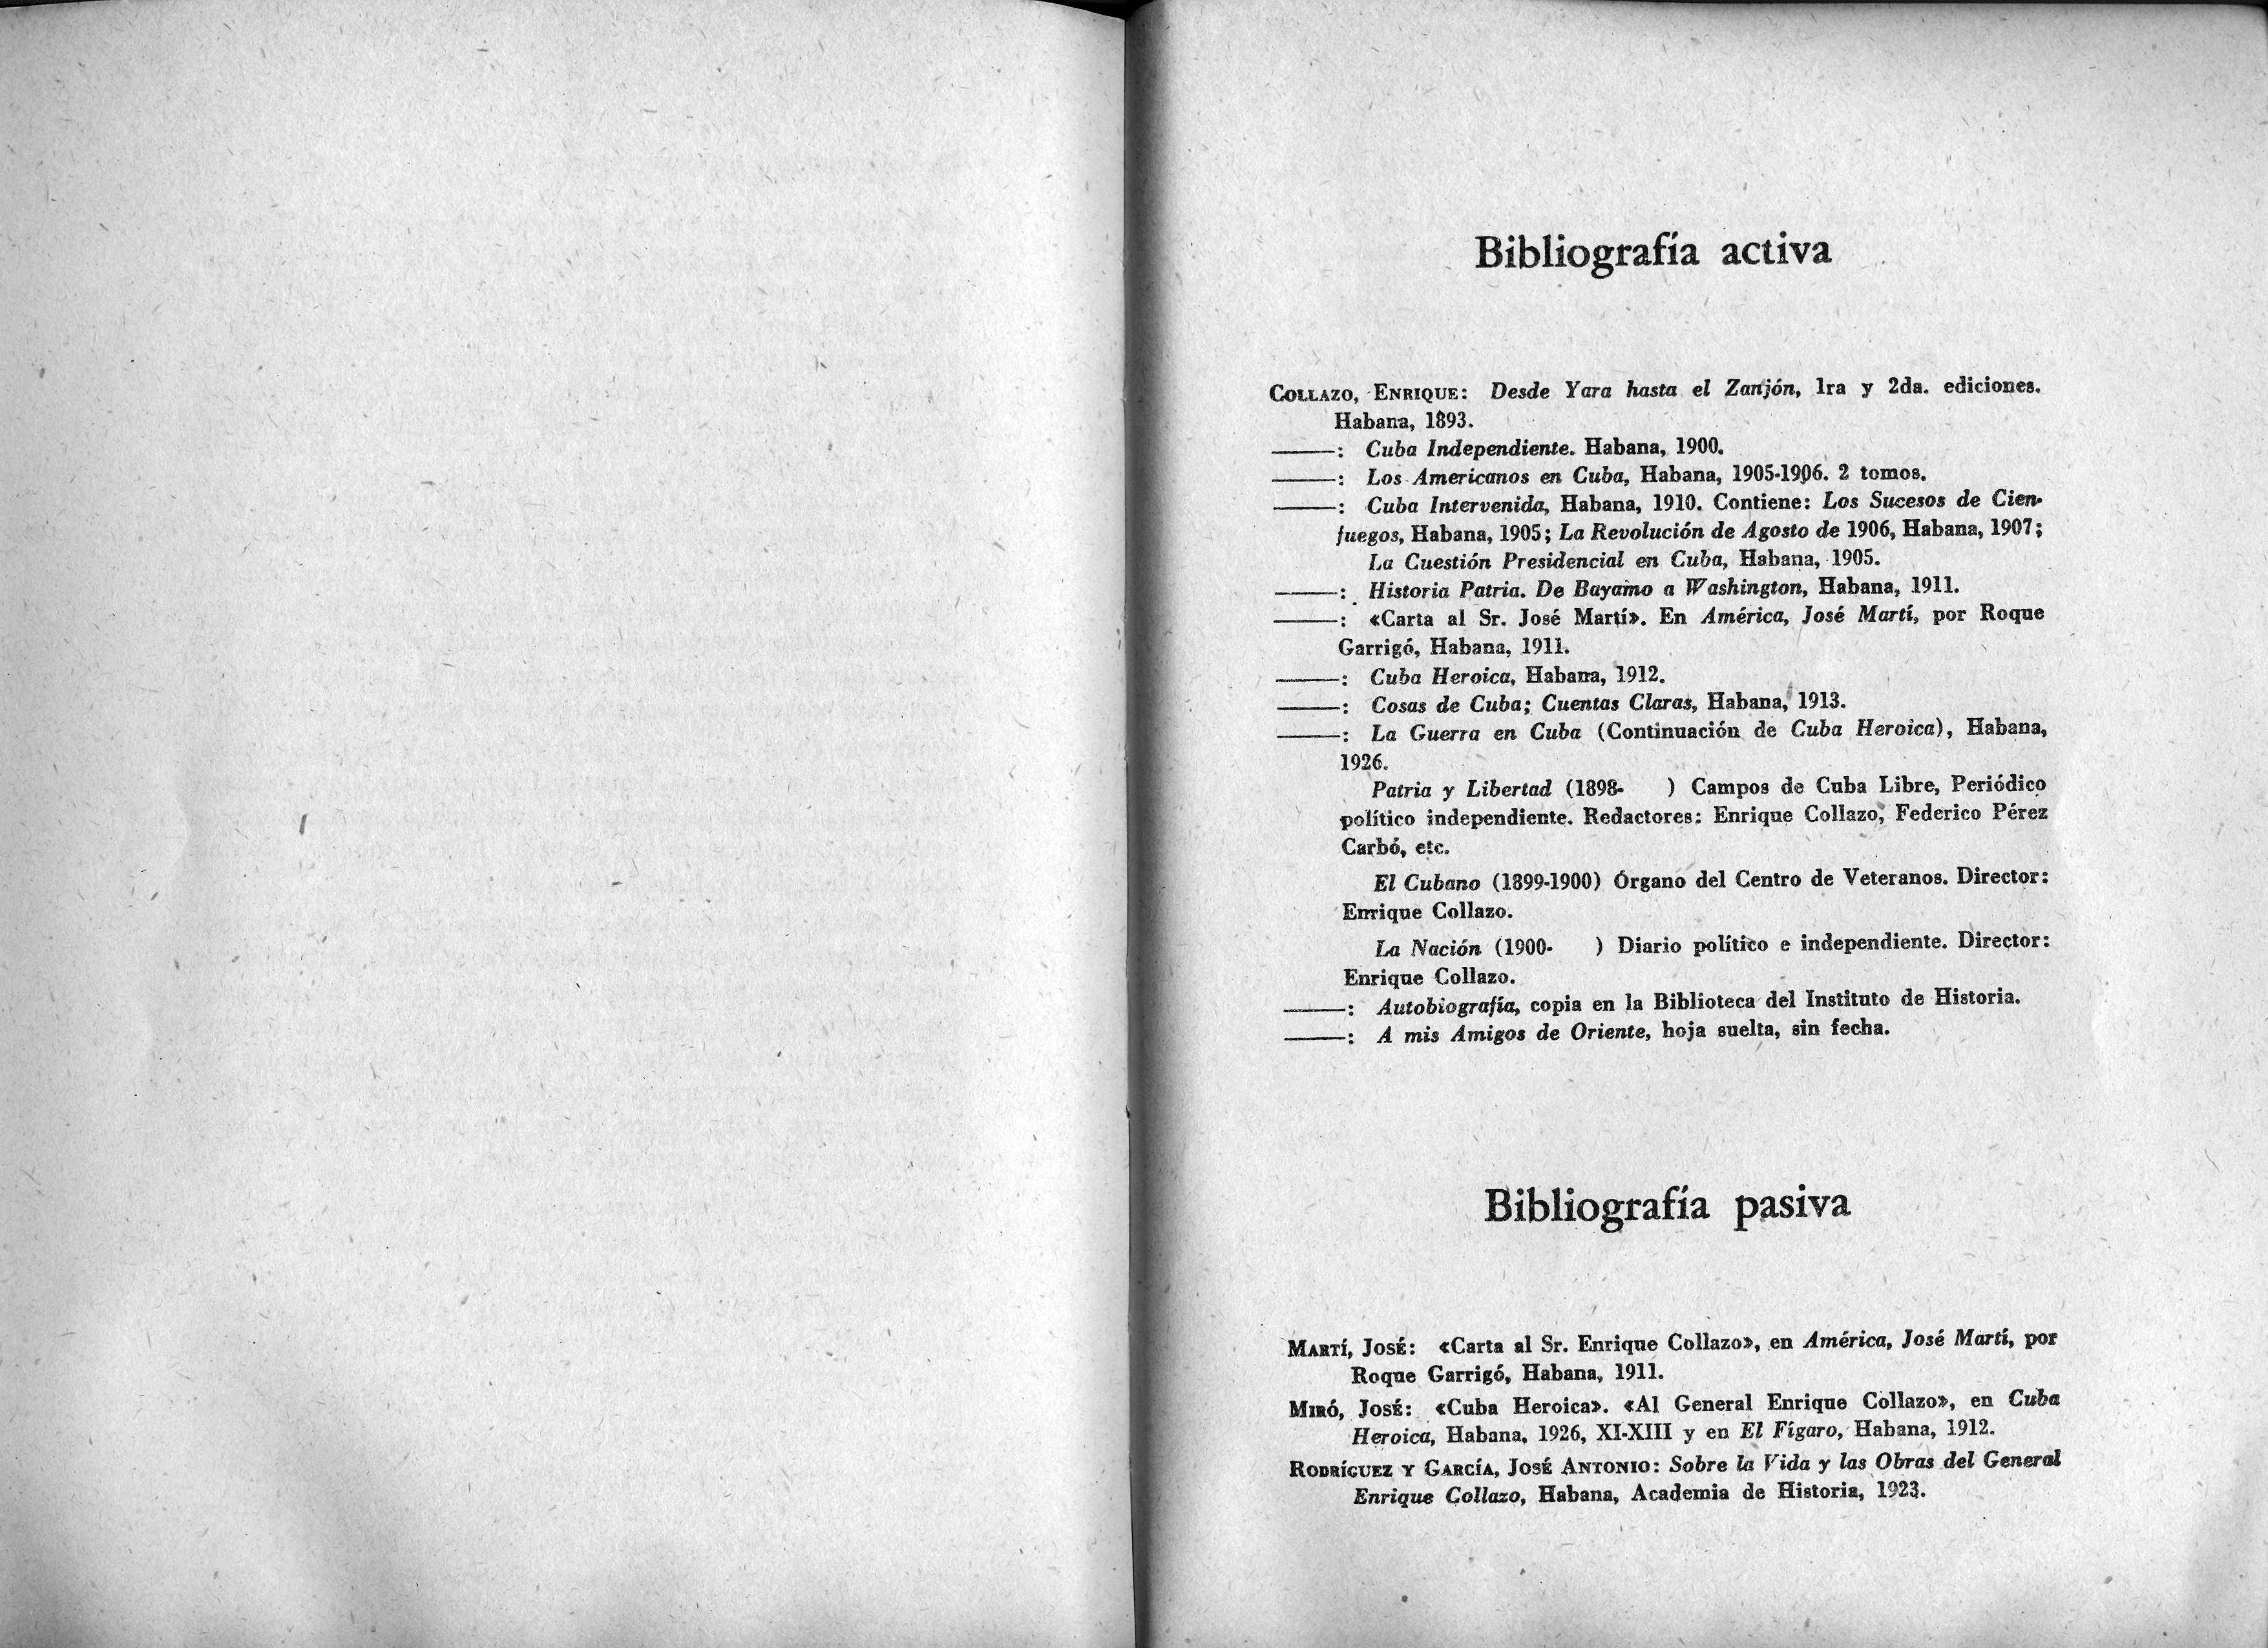 Bibliografía activa
COLLAZO, ENRIQUE: Desde Yara hasta el Zanjón, 1ra y 2da. ediciones.
Habana, 1893.
———: Cuba Independiente. Habana, 1900.
———: Los Americanos en Cuba, Habana, 1905-1906. 2 tomos.
———: Cuba Intervenida, Habana, 1910. Contiene: Los Sucesos de Cien-
fuegos, Habana, 1905; La Revolución de Agosto de 1906, Habana, 1907;
La Cuestión Presidencial en Cuba, Habana, 1905.
———: Historia Patria. De Bayamo a Washington, Habana, 1911.
———: «Carta al Sr. José Martí». En América, José Martí, por Roque
Garrigó, Habana, 1911.
———: Cuba Heroica, Habana, 1912.
———: Cosas de Cuba; Cuentas Claras, Habana, 1913.
———: La Guerra en Cuba (Continuación de Cuba Heroica), Habana,
1926.
Patria y Libertad (1898- ) Campos de Cuba Libre, Periódico
político independiente. Redactores: Enrique Collazo, Federico Pérez
Carbó, etc.
El Cubano (1899-1900) Órgano del Centro de Veteranos. Director:
Enrique Collazo.
La Nación (1900- ) Diario político e independiente. Director:
Enrique Collazo.
———: Autobiografía, copia en la Biblioteca del Instituto de Historia.
———: A mis Amigos de Oriente, hoja suelta, sin fecha.
Bibliografía pasiva
MARTÍ, JOSÉ: «Carta al Sr. Enrique Collazo», en América, José Martí, por
Roque Garrigó, Habana, 1911.
MIRÓ, JOSÉ: «Cuba Heroica». «Al General Enrique Collazo», en Cuba
Heroica, Habana, 1926, XI-XIII y en El Fígaro, Habana, 1912.
RODRÍGUEZ Y GARCÍA, JOSÉ ANTONIO: Sobre la Vida y las Obras del General
Enrique Collazo, Habana, Academia de Historia, 1923.